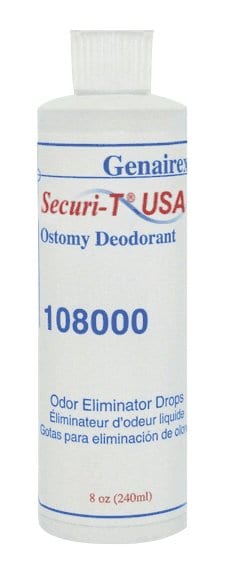 Genairex
Securi-T® USA
Ostomy Deodorant
108000
Odor Eliminator Drops
Éliminateur d'odeur liquide
Gotas para eliminación de olore
8 oz (240ml)